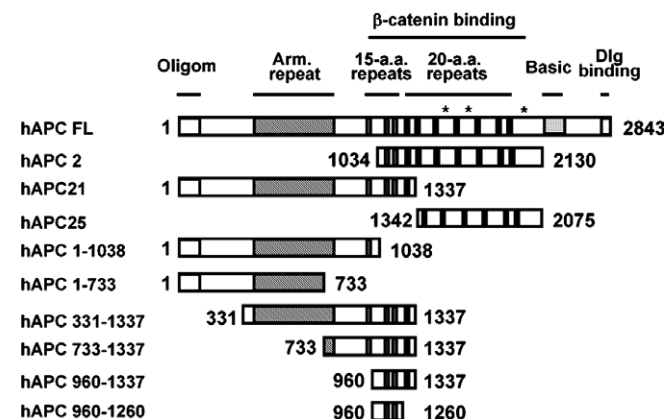 β-catenin binding
Oligom Arm. repeat 15-a.a. repeats 20-a.a. repeats Basic Dlg binding
* * *
hAPC FL 1 2843
hAPC 2 1034 2130
hAPC21 1 1337
hAPC25 1342 2075
hAPC 1-1038 1 1038
hAPC 1-733 1 733
hAPC 331-1337 331 1337
hAPC 733-1337 733 1337
hAPC 960-1337 960 1337
hAPC 960-1260 960 1260